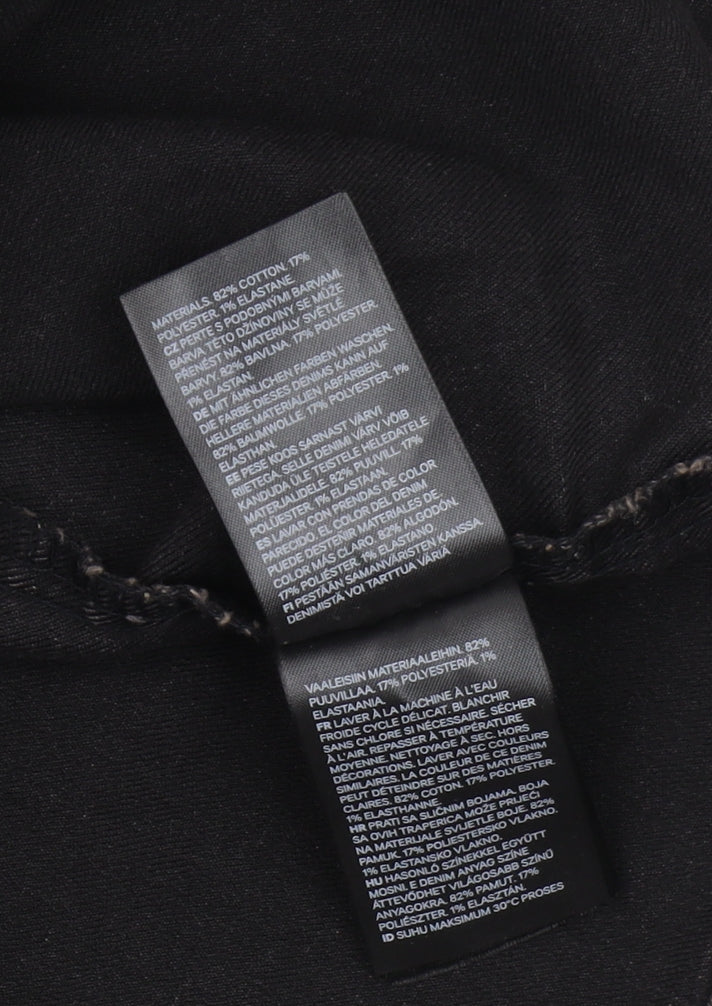 MATERIALS. 82% COTTON. 17%
POLYESTER. 1% ELASTANE.
CZ PERTE S PODOBNÝMI BARVAMI.
BARVA TÉTO DŽÍNOVINY SE MŮŽE
PŘENÉST NA MATERIÁLY SVĚTLÉ
BARVY. 82% BAVLNA. 17% POLYESTER.
1% ELASTAN.
DE MIT ÄHNLICHEN FARBEN WASCHEN.
DIE FARBE DIESES DENIMS KANN AUF
HELLERE MATERIALIEN ABFÄRBEN.
82% BAUMWOLLE. 17% POLYESTER. 1%
ELASTHAN.
EE PESE KOOS SARNAST VÄRVI
RIIETEGA. SELLE DENIMI VÄRV VÕIB
KANDUDA ÜLE TEISTELE HELEDATELE
MATERJALIDELE. 82% PUUVILL. 17%
POLÜESTER. 1% ELASTAAN.
ES LAVAR CON PRENDAS DE COLOR
PARECIDO. EL COLOR DEL DENIM
PUEDE DESTEÑIR MATERIALES DE
COLOR MÁS CLARO. 82% ALGODÓN.
17% POLIÉSTER. 1% ELASTANO
FI PESTÄÄN SAMANVÄRISTEN KANSSA.
DENIMISTÄ VOI TARTTUA VÄRIÄ
VAALEISIIN MATERIAALEIHIN. 82%
PUUVILLAA. 17% POLYESTERIÄ. 1%
ELASTAANIA.
FR LAVER À LA MACHINE À L'EAU
FROIDE CYCLE DÉLICAT. BLANCHIR
SANS CHLORE SI NÉCESSAIRE. SÉCHER
À L'AIR. REPASSER À TEMPÉRATURE
MOYENNE. NETTOYAGE À SEC. HORS
DÉCORATIONS. LAVER AVEC COULEURS
SIMILAIRES. LA COULEUR DE CE DENIM
PEUT DÉTEINDRE SUR DES MATIÈRES
CLAIRES. 82% COTON. 17% POLYESTER.
1% ELASTHANNE.
HR PRATI SA SLIČNIM BOJAMA. BOJA
SA OVIH TRAPERICA MOŽE PRIJEĆI
NA MATERIJALE SVJETLE BOJE. 82%
PAMUK. 17% POLIESTERSKO VLAKNO.
1% ELASTANSKO VLAKNO.
HU HASONLÓ SZÍNEKKEL EGYÜTT
MOSNI. E DENIM ANYAG SZÍNE
ÁTTEVŐDHET VILÁGOSABB SZÍNŰ
ANYAGOKRA. 82% PAMUT. 17%
POLIÉSZTER. 1% ELASZTÁN.
ID SUHU MAKSIMUM 30°C PROSES